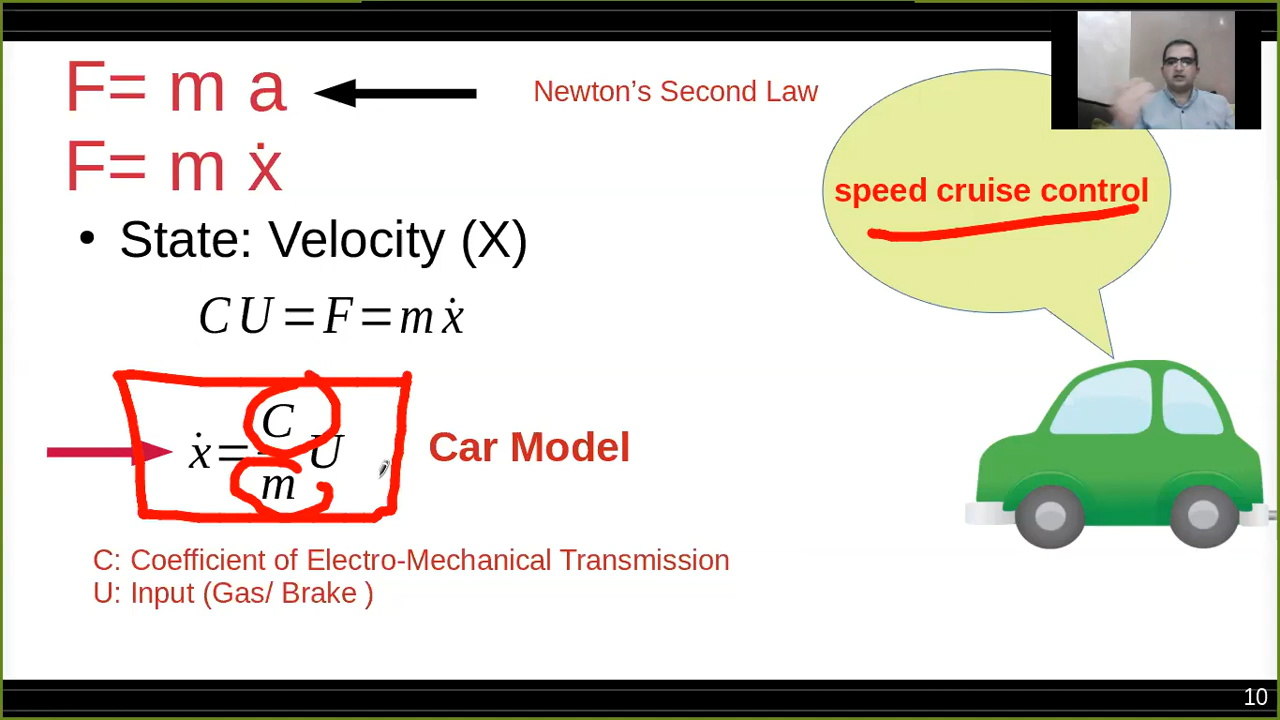 F= m a
Newton's Second Law
F= m ẋ
speed cruise control
• State: Velocity (X)
C U = F = m ẋ
ẋ = C/m U
Car Model
C: Coefficient of Electro-Mechanical Transmission
U: Input (Gas/ Brake )
10